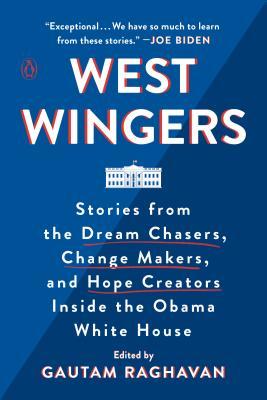 “Exceptional... We have so much to learn
from these stories.” —JOE BIDEN
WEST
WINGERS
Stories from
the Dream Chasers,
Change Makers,
and Hope Creators
Inside the Obama
White House
Edited by
GAUTAM RAGHAVAN